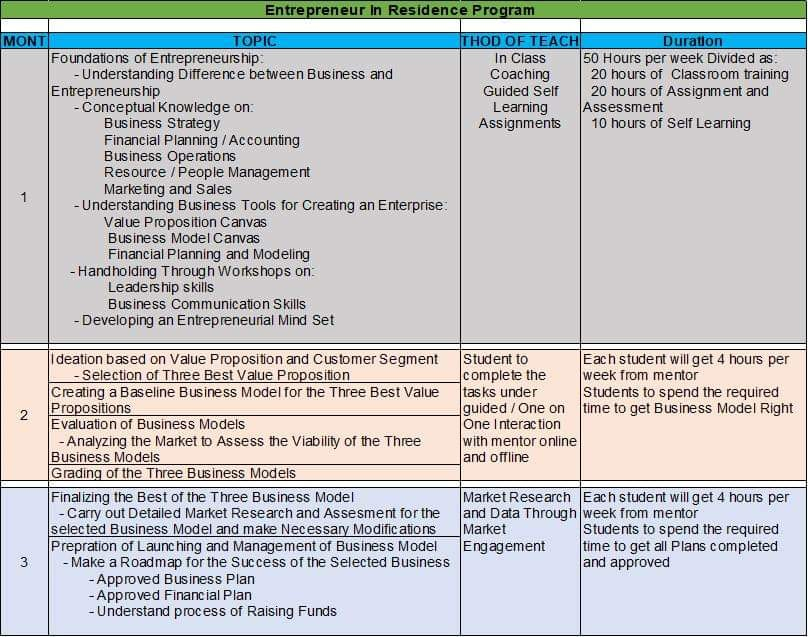 Entrepreneur In Residence Program
MONT TOPIC THOD OF TEACH Duration
1
Foundations of Entrepreneurship:
- Understanding Difference between Business and
Entrepreneurship
- Conceptual Knowledge on:
Business Strategy
Financial Planning / Accounting
Business Operations
Resource / People Management
Marketing and Sales
- Understanding Business Tools for Creating an Enterprise:
Value Proposition Canvas
Business Model Canvas
Financial Planning and Modeling
- Handholding Through Workshops on:
Leadership skills
Business Communication Skills
- Developing an Entrepreneurial Mind Set
In Class
Coaching
Guided Self
Learning
Assignments
50 Hours per week Divided as:
20 hours of Classroom training
20 hours of Assignment and
Assessment
10 hours of Self Learning
2
Ideation based on Value Proposition and Customer Segment
- Selection of Three Best Value Proposition
Creating a Baseline Business Model for the Three Best Value
Propositions
Evaluation of Business Models
- Analyzing the Market to Assess the Viability of the Three
Business Models
Grading of the Three Business Models
Student to
complete the
tasks under
guided / One on
One Interaction
with mentor online
and offline
Each student will get 4 hours per
week from mentor
Students to spend the required
time to get Business Model Right
3
Finalizing the Best of the Three Business Model
- Carry out Detailed Market Research and Assesment for the
selected Business Model and make Necessary Modifications
Prepration of Launching and Management of Business Model
- Make a Roadmap for the Success of the Selected Business
- Approved Business Plan
- Approved Financial Plan
- Understand process of Raising Funds
Market Research
and Data Through
Market
Engagement
Each student will get 4 hours per
week from mentor
Students to spend the required
time to get all Plans completed
and approved